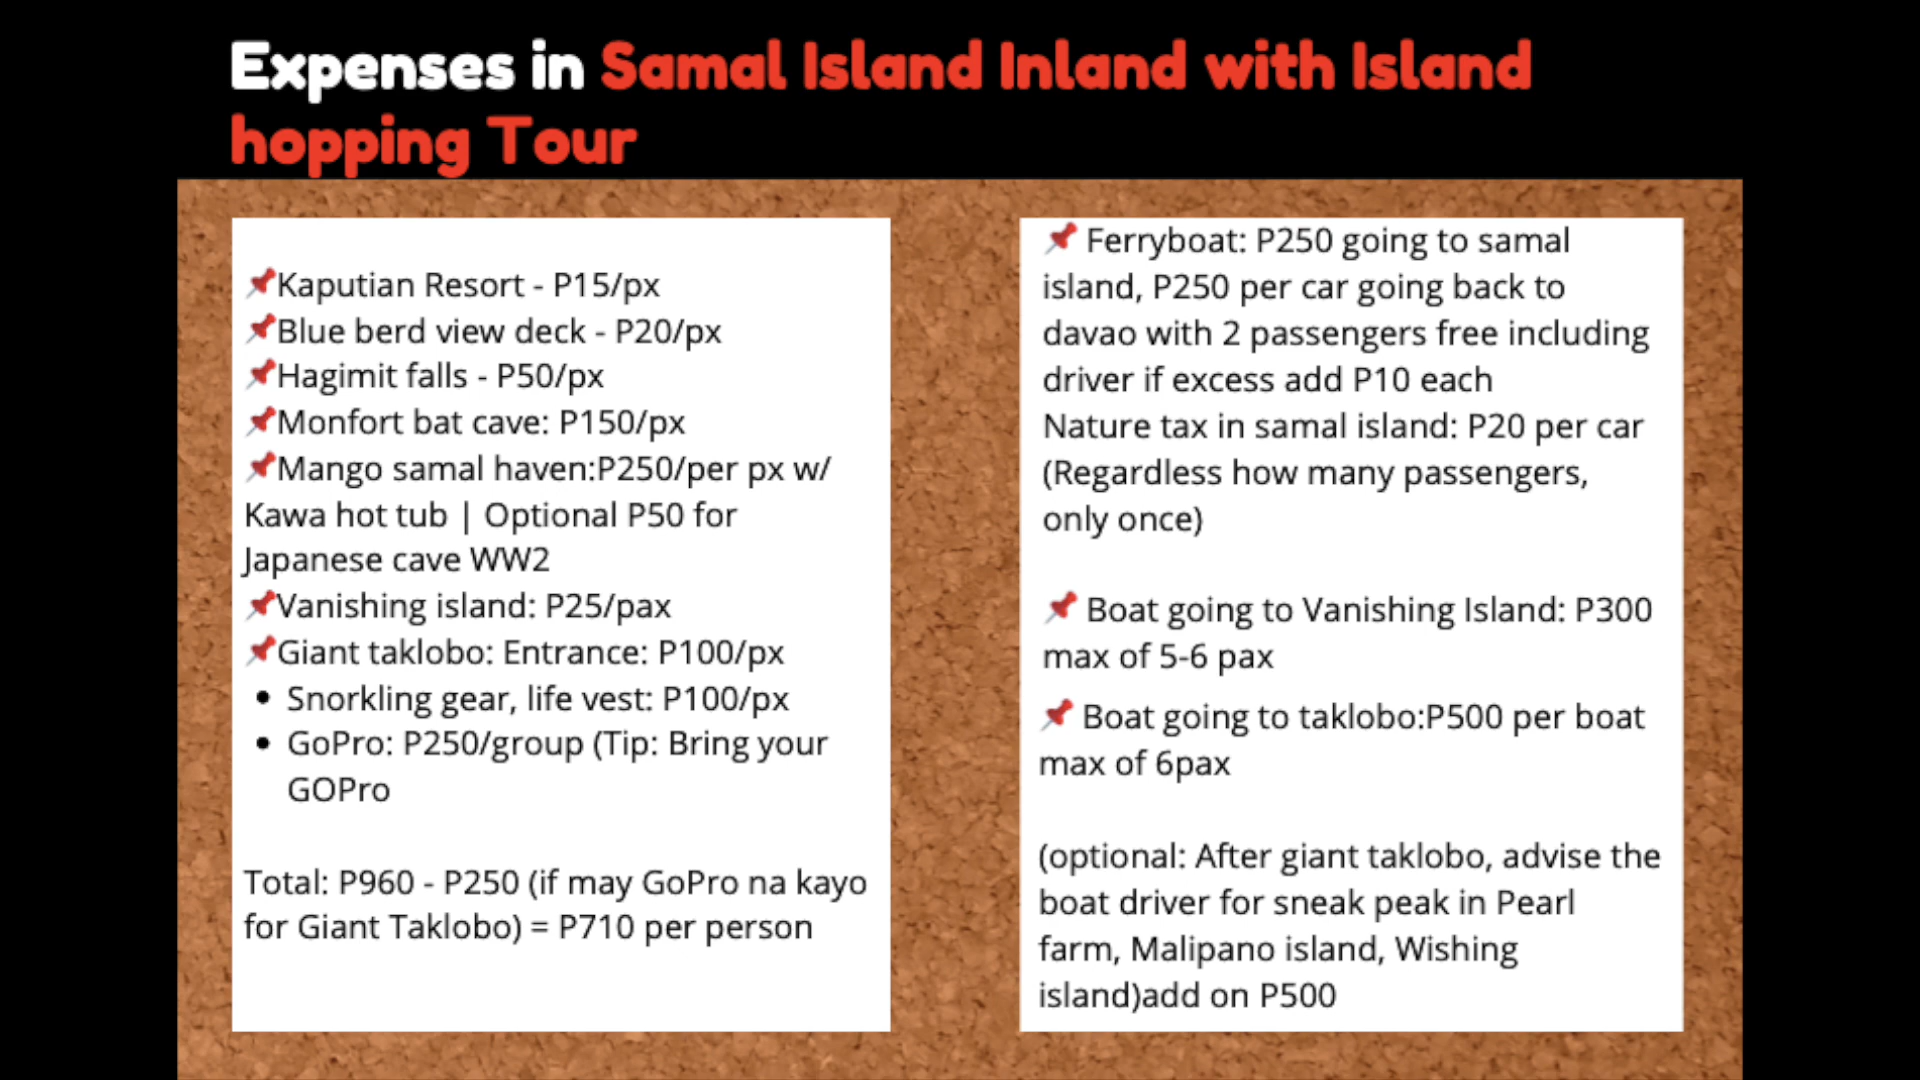 Expenses in Samal Island Inland with Island
hopping Tour
📌Kaputian Resort - P15/px
📌Blue berd view deck - P20/px
📌Hagimit falls - P50/px
📌Monfort bat cave: P150/px
📌Mango samal haven:P250/per px w/
Kawa hot tub | Optional P50 for
Japanese cave WW2
📌Vanishing island: P25/pax
📌Giant taklobo: Entrance: P100/px
• Snorkling gear, life vest: P100/px
• GoPro: P250/group (Tip: Bring your
GOPro
Total: P960 - P250 (if may GoPro na kayo
for Giant Taklobo) = P710 per person
📌 Ferryboat: P250 going to samal
island, P250 per car going back to
davao with 2 passengers free including
driver if excess add P10 each
Nature tax in samal island: P20 per car
(Regardless how many passengers,
only once)
📌 Boat going to Vanishing Island: P300
max of 5-6 pax
📌 Boat going to taklobo:P500 per boat
max of 6pax
(optional: After giant taklobo, advise the
boat driver for sneak peak in Pearl
farm, Malipano island, Wishing
island)add on P500